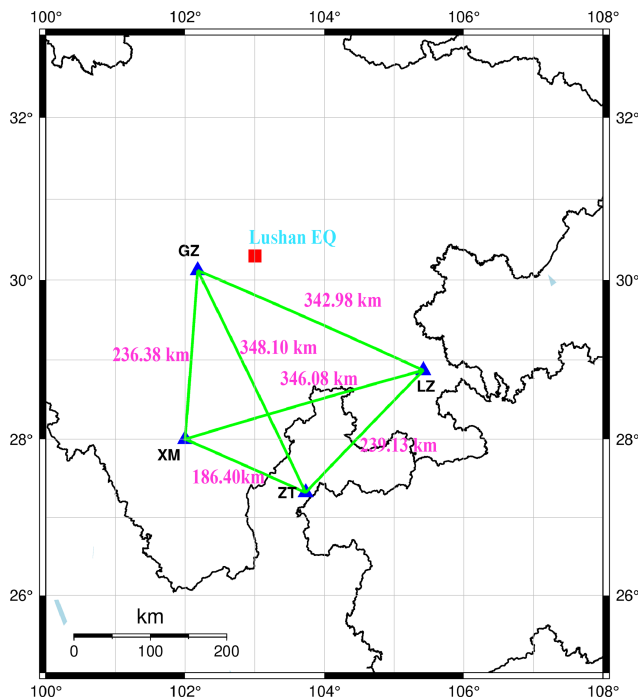 100° 102° 104° 106° 108°
32° 32°
Lushan EQ
GZ
30° 30°
342.98 km
236.38 km 348.10 km
346.08 km
LZ
28° 28°
XM 239.13 km
186.40km ZT
26° 26°
km
0 100 200
100° 102° 104° 106° 108°